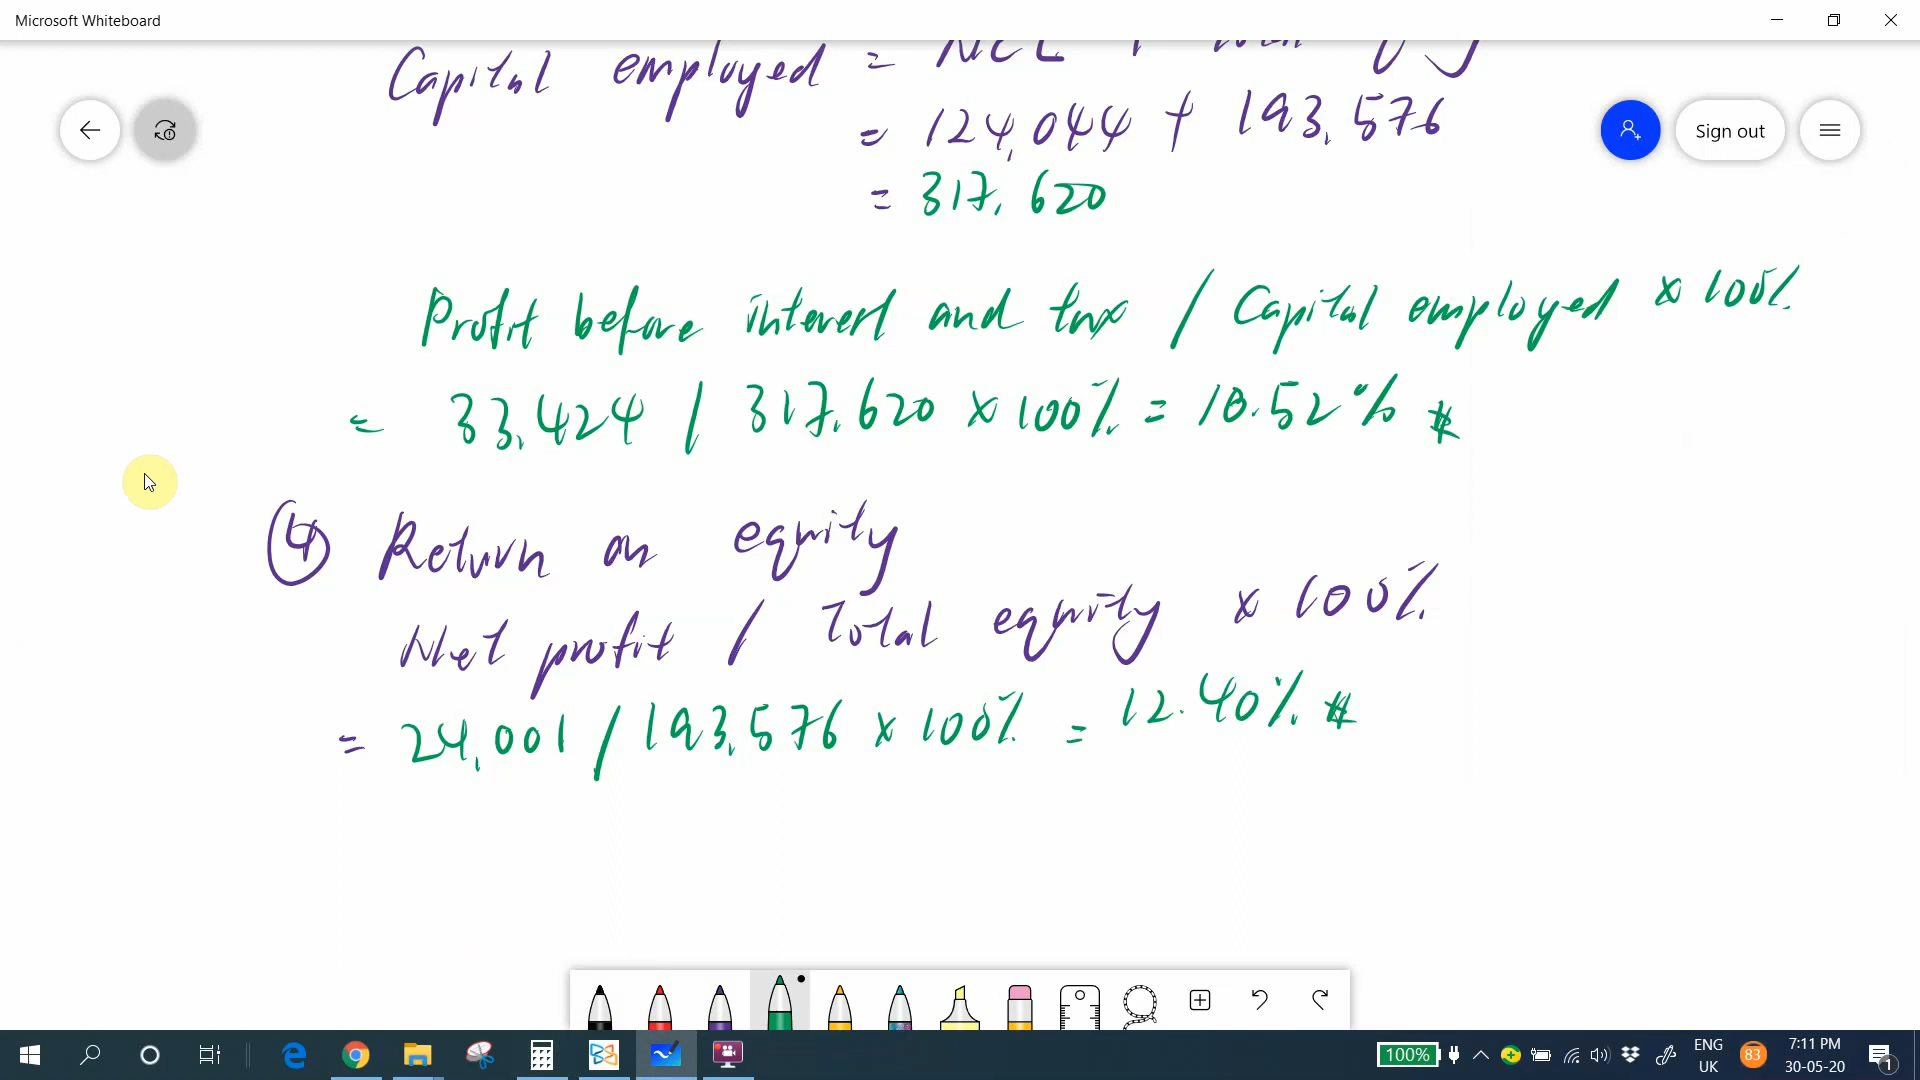 Microsoft Whiteboard
Capital employed = NCL +
= 124,044 + 193,576
Sign out
= 317,620
Profit before interest and tax / Capital employed × 100%
= 33,424 / 317,620 × 100% = 10.52% *
④ Return on equity
Net profit / Total equity × 100%
= 24,001 / 193,576 × 100% = 12.40% #
100%
ENG
UK
83
7:11 PM
30-05-20
1